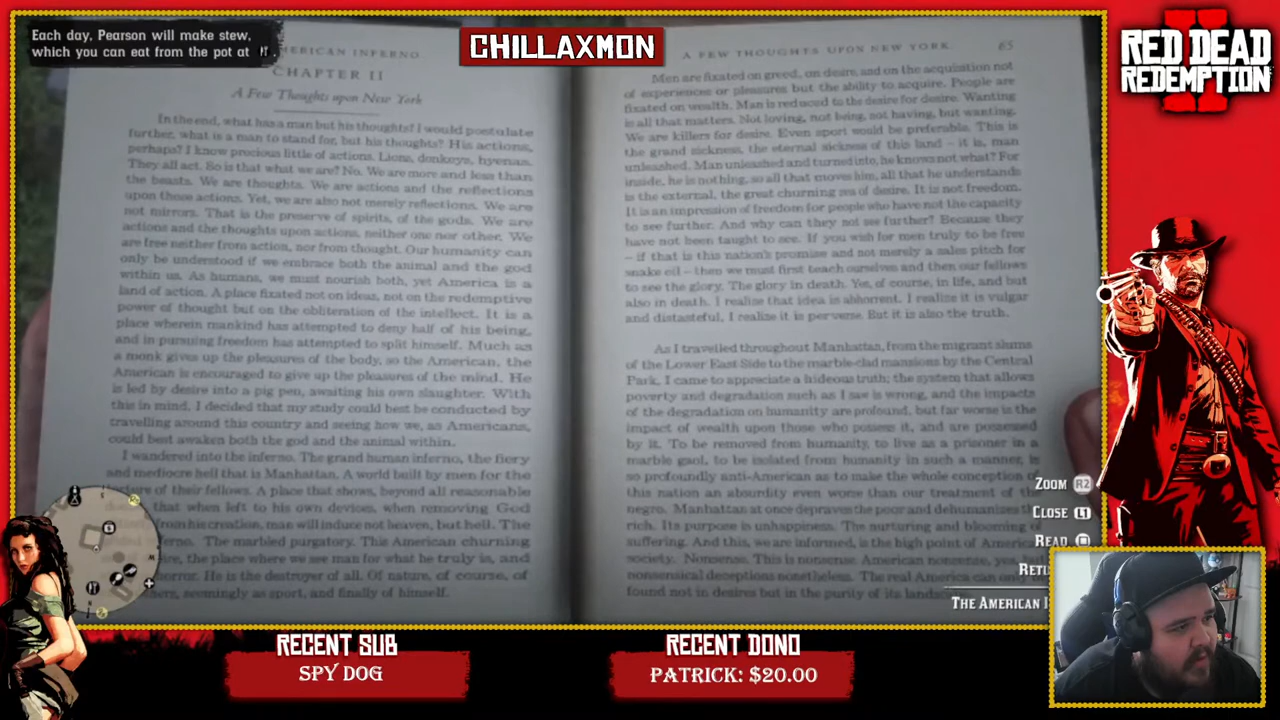 Each day, Pearson will make stew,
which you can eat from the pot at
CHILLAXMON
RED DEAD
REDEMPTION
II
AMERICAN INFERNO
CHAPTER II
A Few Thoughts upon New York
In the end, what has a man but his thoughts? I would postulate
further, what is a man to stand for, but his thoughts? His actions,
perhaps? I know precious little of actions. Lions, donkeys, hyenas.
They all act. So is that what we are? No. We are more and less than
the beasts. We are thoughts. We are actions and the reflections
upon those actions. Yet, we are also not merely reflections. We are
not mirrors. That is the preserve of spirits, of the gods. We are
actions and the thoughts upon actions, neither one nor other. We
are free neither from action, nor from thought. Our humanity can
only be understood if we embrace both the animal and the god
within us. As humans, we must nourish both, yet America is a
land of action. A place fixated not on ideas, not on the redemptive
power of thought but on the obliteration of the intellect. It is a
place wherein mankind has attempted to deny half of his being,
and in pursuing freedom has attempted to split himself. Much as
a monk gives up the pleasures of the body, so the American, the
American is encouraged to give up the pleasures of the mind. He
is led by desire into a pig pen, awaiting his own slaughter. With
this in mind, I decided that my study could best be conducted by
travelling around this country and seeing how we, as Americans,
could best awaken both the god and the animal within.
I wandered into the inferno. The grand human inferno, the fiery
and mediocre hell that is Manhattan. A world built by men for the
of their fellows. A place that shows, beyond all reasonable
that when left to his own devices, when removing God
from his creation, man will induce not heaven, but hell. The
The marbled purgatory. This American churning
the place where we see man for what he truly is, and
horror. He is the destroyer of all. Of nature, of course, of
seemingly as sport, and finally of himself.
A FEW THOUGHTS UPON NEW YORK
65
Men are fixated on greed, on desire, and on the acquisition not
of experiences or pleasures but the ability to acquire. People are
fixated on wealth. Man is reduced to the desire for desire. Wanting
is all that matters. Not loving, not being, not having, but wanting.
We are killers for desire. Even sport would be preferable. This is
the grand sickness, the eternal sickness of this land – it is, man
unleashed. Man unleashed and turned into, he knows not what? For
inside, he is nothing, so all that moves him, all that he understands
is the external, the great churning sea of desire. It is not freedom.
It is an impression of freedom for people who have not the capacity
to see further. And why can they not see further? Because they
have not been taught to see. If you wish for men truly to be free
– if that is this nation's promise and not merely a sales pitch for
snake oil – then we must first teach ourselves and then our fellows
to see the glory. The glory in death. Yes, of course, in life, and but
also in death. I realise that idea is abhorrent. I realize it is vulgar
and distasteful, I realize it is perverse. But it is also the truth.
As I travelled throughout Manhattan, from the migrant slums
of the Lower East Side to the marble-clad mansions by the Central
Park, I came to appreciate a hideous truth; the system that allows
poverty and degradation such as I saw is wrong, and the impacts
of the degradation on humanity are profound, but far worse is the
impact of wealth upon those who possess it, and are possessed
by it. To be removed from humanity, to live as a prisoner in a
marble gaol, to be isolated from humanity in such a manner, is
so profoundly anti-American as to make the whole conception
this nation an absurdity even worse than our treatment of the
negro. Manhattan at once depraves the poor and dehumanises
rich. Its purpose is unhappiness. The nurturing and blooming
suffering. And this, we are informed, is the high point of America
society. Nonsense. This is nonsense American nonsense,
nonsensical deceptions nonetheless. The real America can only
found not in desires but in the purity of its
ZOOM R2
CLOSE L1
READ
THE AMERICAN
RECENT SUB
SPY DOG
RECENT DONO
PATRICK: $20.00